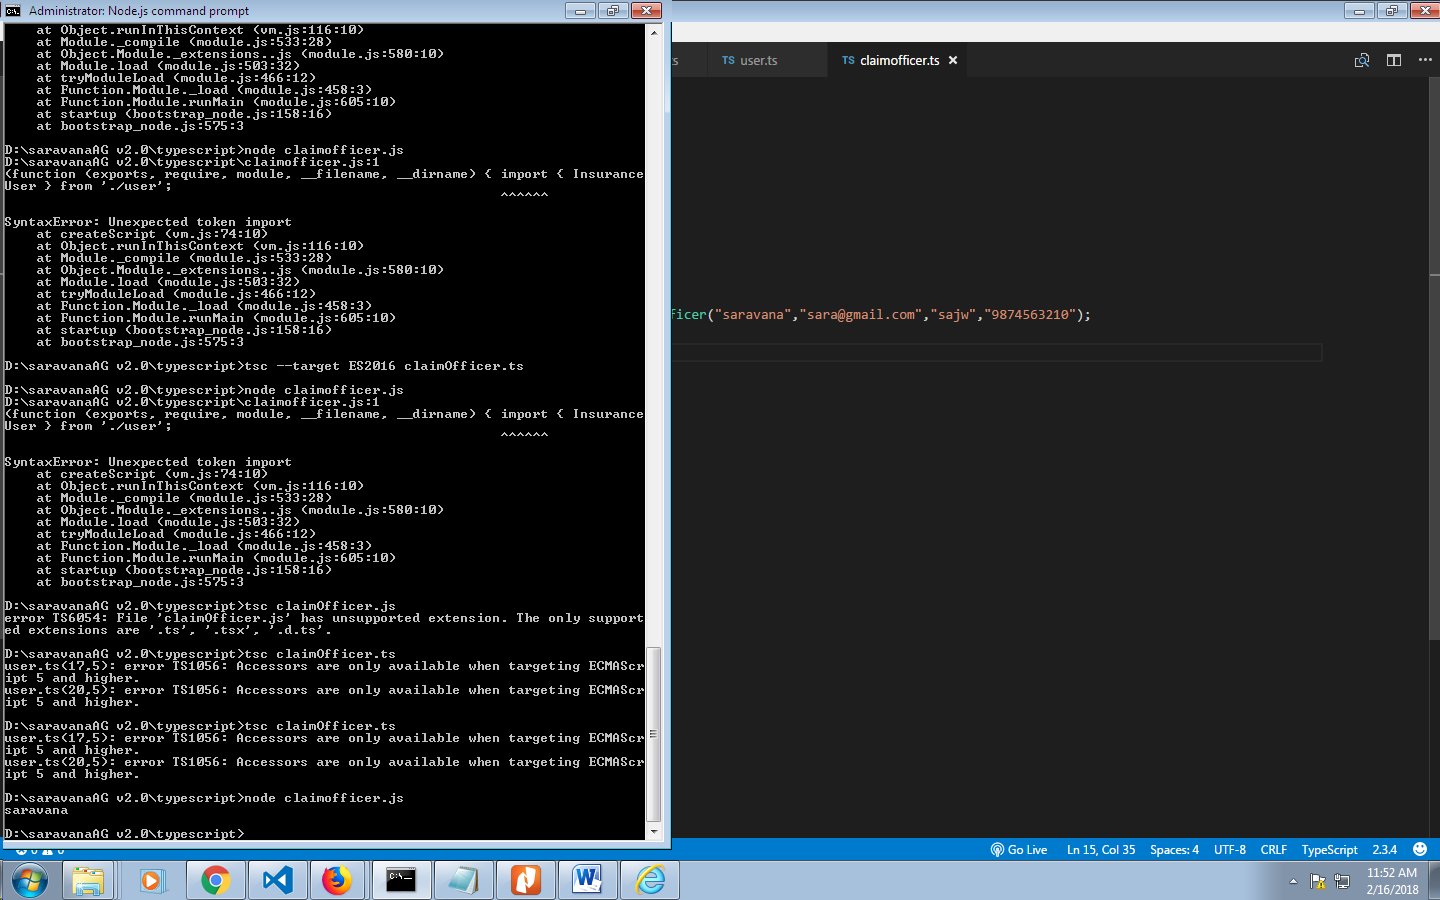 Administrator: Node.js command prompt
at Object.runInThisContext (vm.js:116:10)
at Module._compile (module.js:533:28)
at Object.Module._extensions..js (module.js:580:10)
at Module.load (module.js:503:32)
at tryModuleLoad (module.js:466:12)
at Function.Module._load (module.js:458:3)
at Function.Module.runMain (module.js:605:10)
at startup (bootstrap_node.js:158:16)
at bootstrap_node.js:575:3
D:\saravanaAG v2.0\typescript>node claimofficer.js
D:\saravanaAG v2.0\typescript\claimofficer.js:1
(function (exports, require, module, __filename, __dirname) { import { Insurance
User } from './user';
^^^^^^
SyntaxError: Unexpected token import
at createScript (vm.js:74:10)
at Object.runInThisContext (vm.js:116:10)
at Module._compile (module.js:533:28)
at Object.Module._extensions..js (module.js:580:10)
at Module.load (module.js:503:32)
at tryModuleLoad (module.js:466:12)
at Function.Module._load (module.js:458:3)
at Function.Module.runMain (module.js:605:10)
at startup (bootstrap_node.js:158:16)
at bootstrap_node.js:575:3
D:\saravanaAG v2.0\typescript>tsc --target ES2016 claimOfficer.ts
D:\saravanaAG v2.0\typescript>node claimofficer.js
D:\saravanaAG v2.0\typescript\claimofficer.js:1
(function (exports, require, module, __filename, __dirname) { import { Insurance
User } from './user';
^^^^^^
SyntaxError: Unexpected token import
at createScript (vm.js:74:10)
at Object.runInThisContext (vm.js:116:10)
at Module._compile (module.js:533:28)
at Object.Module._extensions..js (module.js:580:10)
at Module.load (module.js:503:32)
at tryModuleLoad (module.js:466:12)
at Function.Module._load (module.js:458:3)
at Function.Module.runMain (module.js:605:10)
at startup (bootstrap_node.js:158:16)
at bootstrap_node.js:575:3
D:\saravanaAG v2.0\typescript>tsc claimOfficer.js
error TS6054: File 'claimOfficer.js' has unsupported extension. The only support
ed extensions are '.ts', '.tsx', '.d.ts'.
D:\saravanaAG v2.0\typescript>tsc claimOfficer.ts
user.ts(17,5): error TS1056: Accessors are only available when targeting ECMAScr
ipt 5 and higher.
user.ts(20,5): error TS1056: Accessors are only available when targeting ECMAScr
ipt 5 and higher.
D:\saravanaAG v2.0\typescript>tsc claimOfficer.ts
user.ts(17,5): error TS1056: Accessors are only available when targeting ECMAScr
ipt 5 and higher.
user.ts(20,5): error TS1056: Accessors are only available when targeting ECMAScr
ipt 5 and higher.
D:\saravanaAG v2.0\typescript>node claimofficer.js
saravana
D:\saravanaAG v2.0\typescript>
ts TS user.ts TS claimofficer.ts
fficer("saravana","sara@gmail.com","sajw","9874563210");
Go Live Ln 15, Col 35 Spaces: 4 UTF-8 CRLF TypeScript 2.3.4
C:\
11:52 AM
2/16/2018